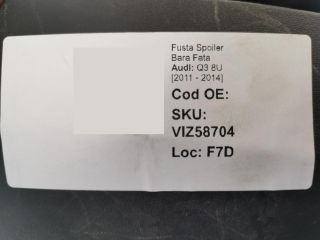 Fusta Spoiler
Bara Fata
Audi: Q3 8U
[2011 - 2014]
Cod OE:
SKU:
VIZ58704
Loc: F7D